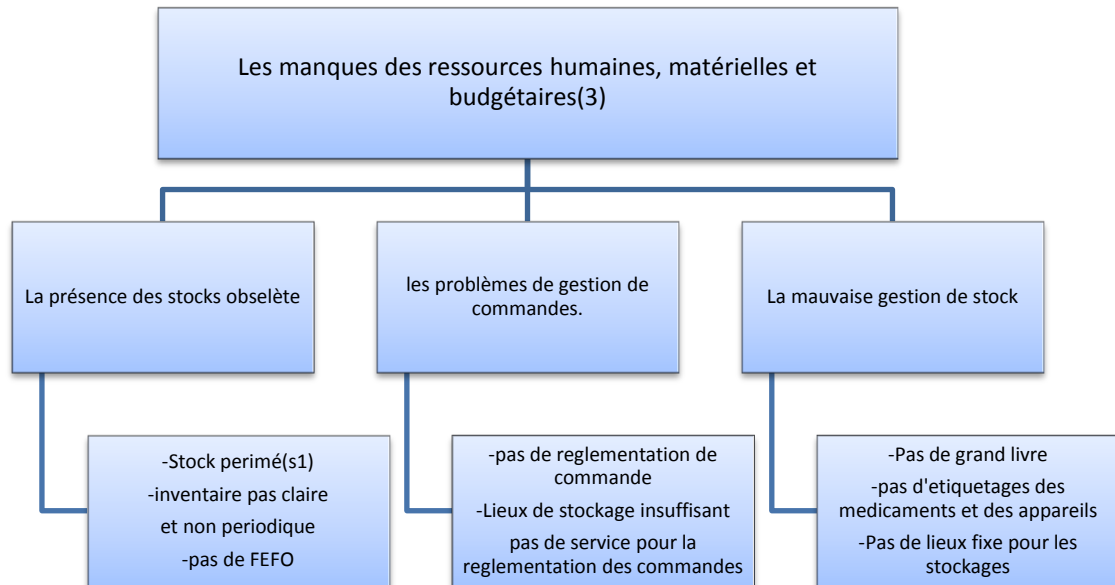 Les manques des ressources humaines, matérielles et
budgétaires(3)
La présence des stocks obselète
les problèmes de gestion de
commandes.
La mauvaise gestion de stock
-Stock perimé(s1)
-inventaire pas claire
et non periodique
-pas de FEFO
-pas de reglementation de
commande
-Lieux de stockage insuffisant
pas de service pour la
reglementation des commandes
-Pas de grand livre
-pas d'etiquetages des
medicaments et des appareils
-Pas de lieux fixe pour les
stockages